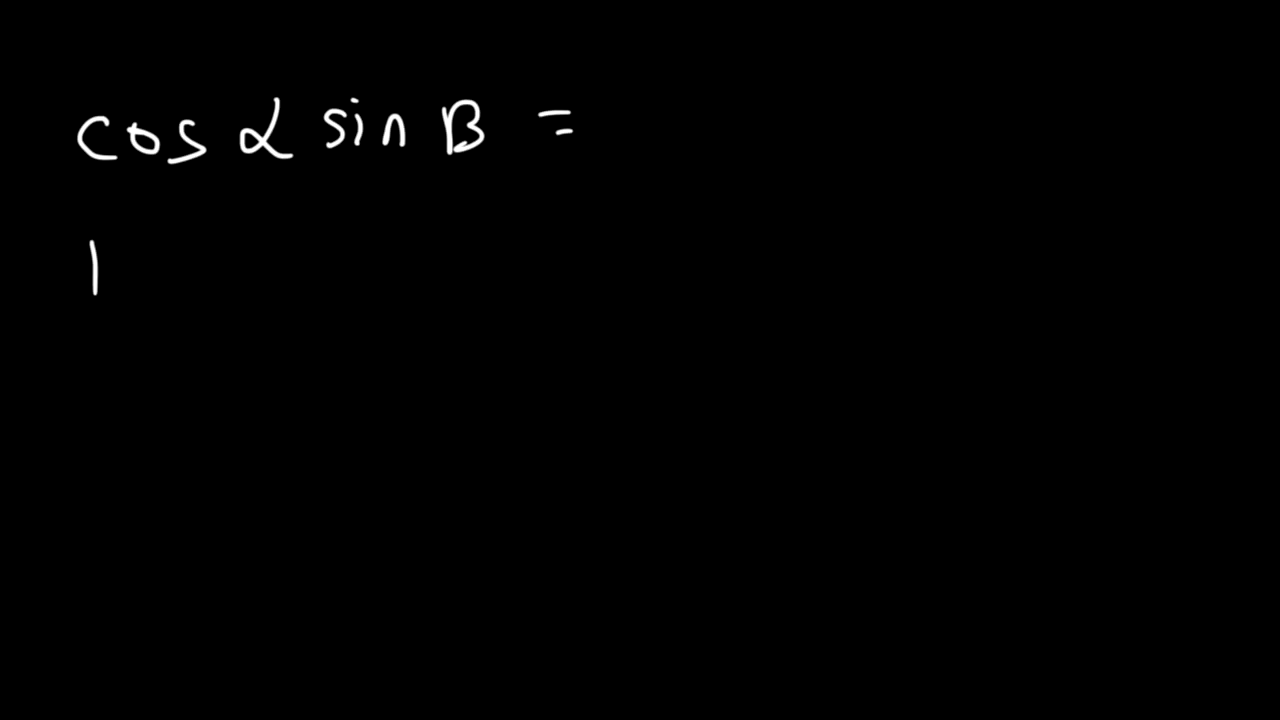 cos α sin β =
1